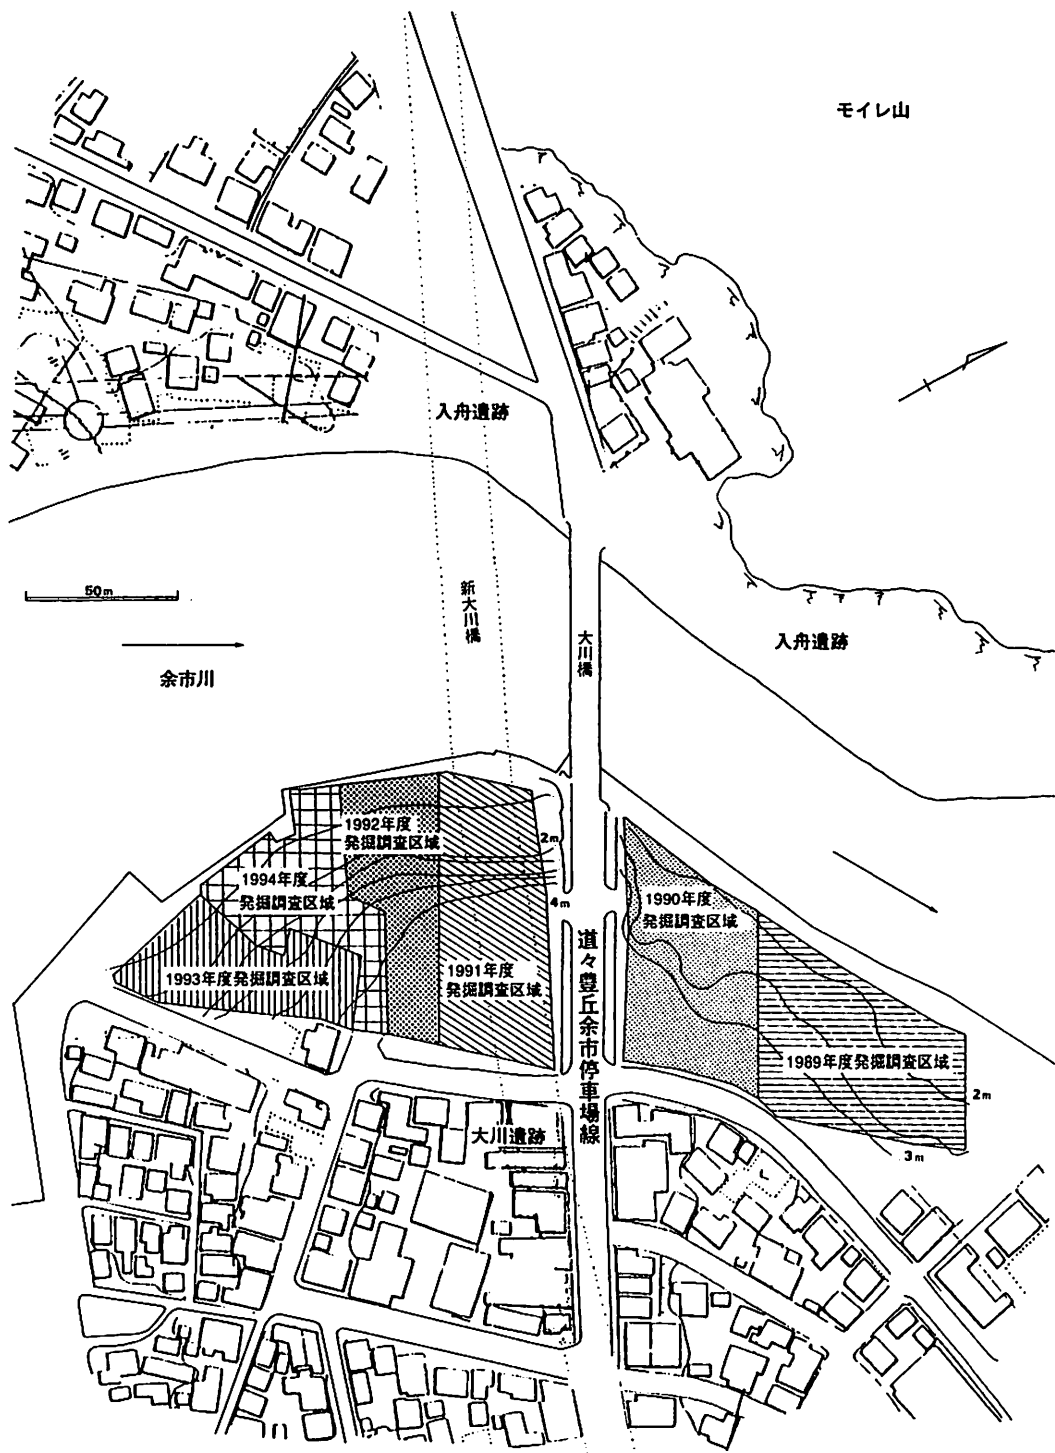 モイレ山
入舟遺跡
50m
新大川橋
大川橋
入舟遺跡
余市川
1992年度
発掘調査区域
2m
1994年度
発掘調査区域
4m
1990年度
発掘調査区域
道々豊丘余市停車場線
1993年度発掘調査区域
1991年度
発掘調査区域
1989年度発掘調査区域
2m
大川遺跡
3m